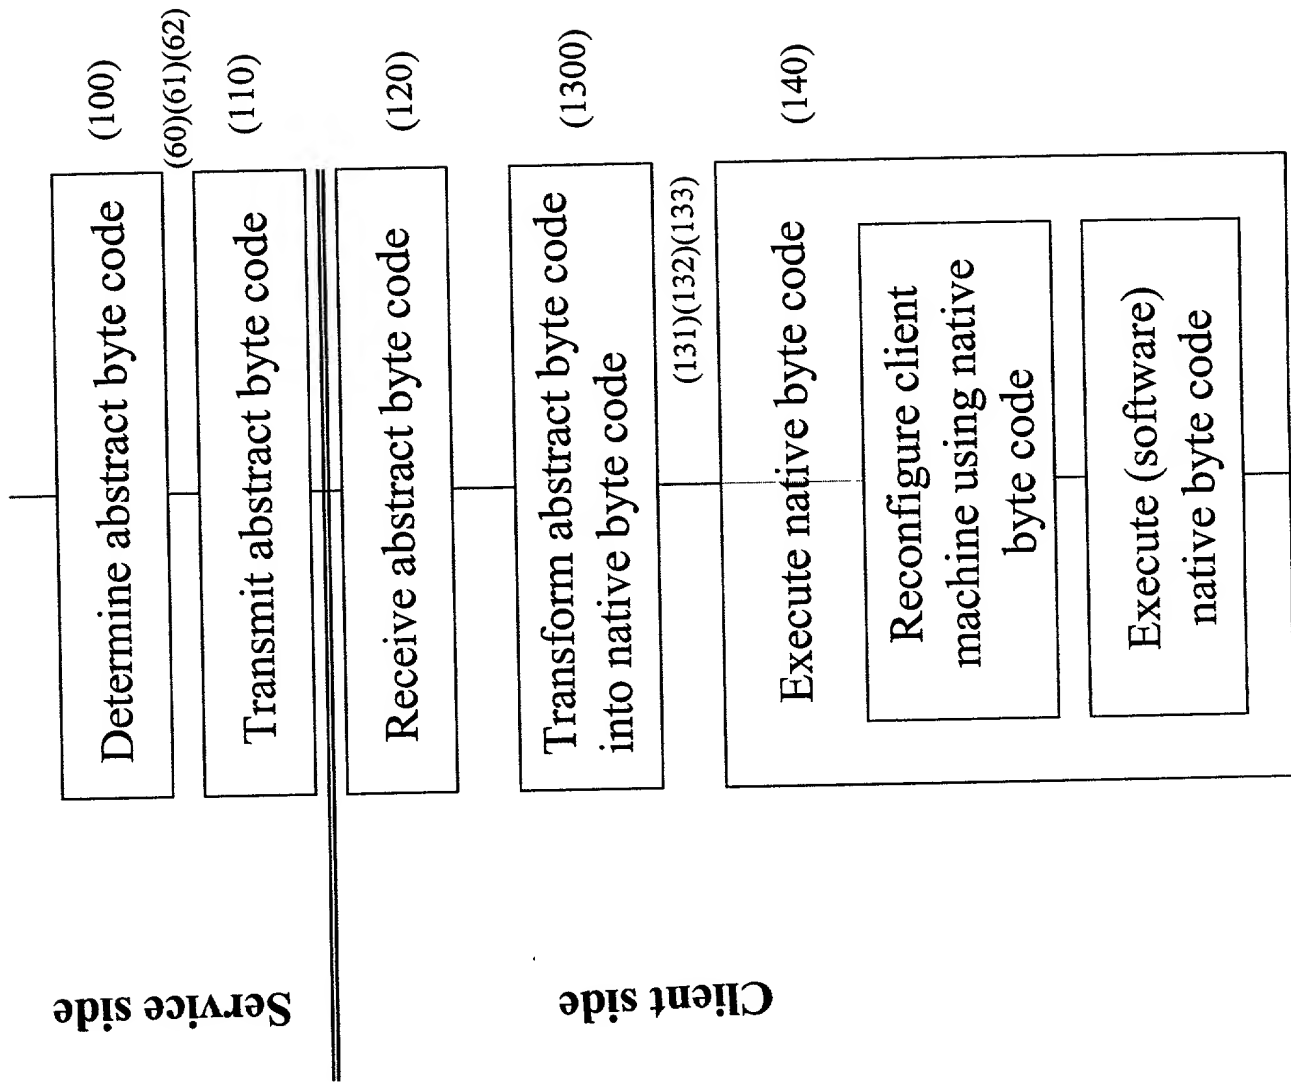 Service side
Determine abstract byte code
(100)
(60)(61)(62)
Transmit abstract byte code
(110)
Client side
Receive abstract byte code
(120)
Transform abstract byte code
into native byte code
(1300)
(131)(132)(133)
Execute native byte code
(140)
Reconfigure client
machine using native
byte code
Execute (software)
native byte code